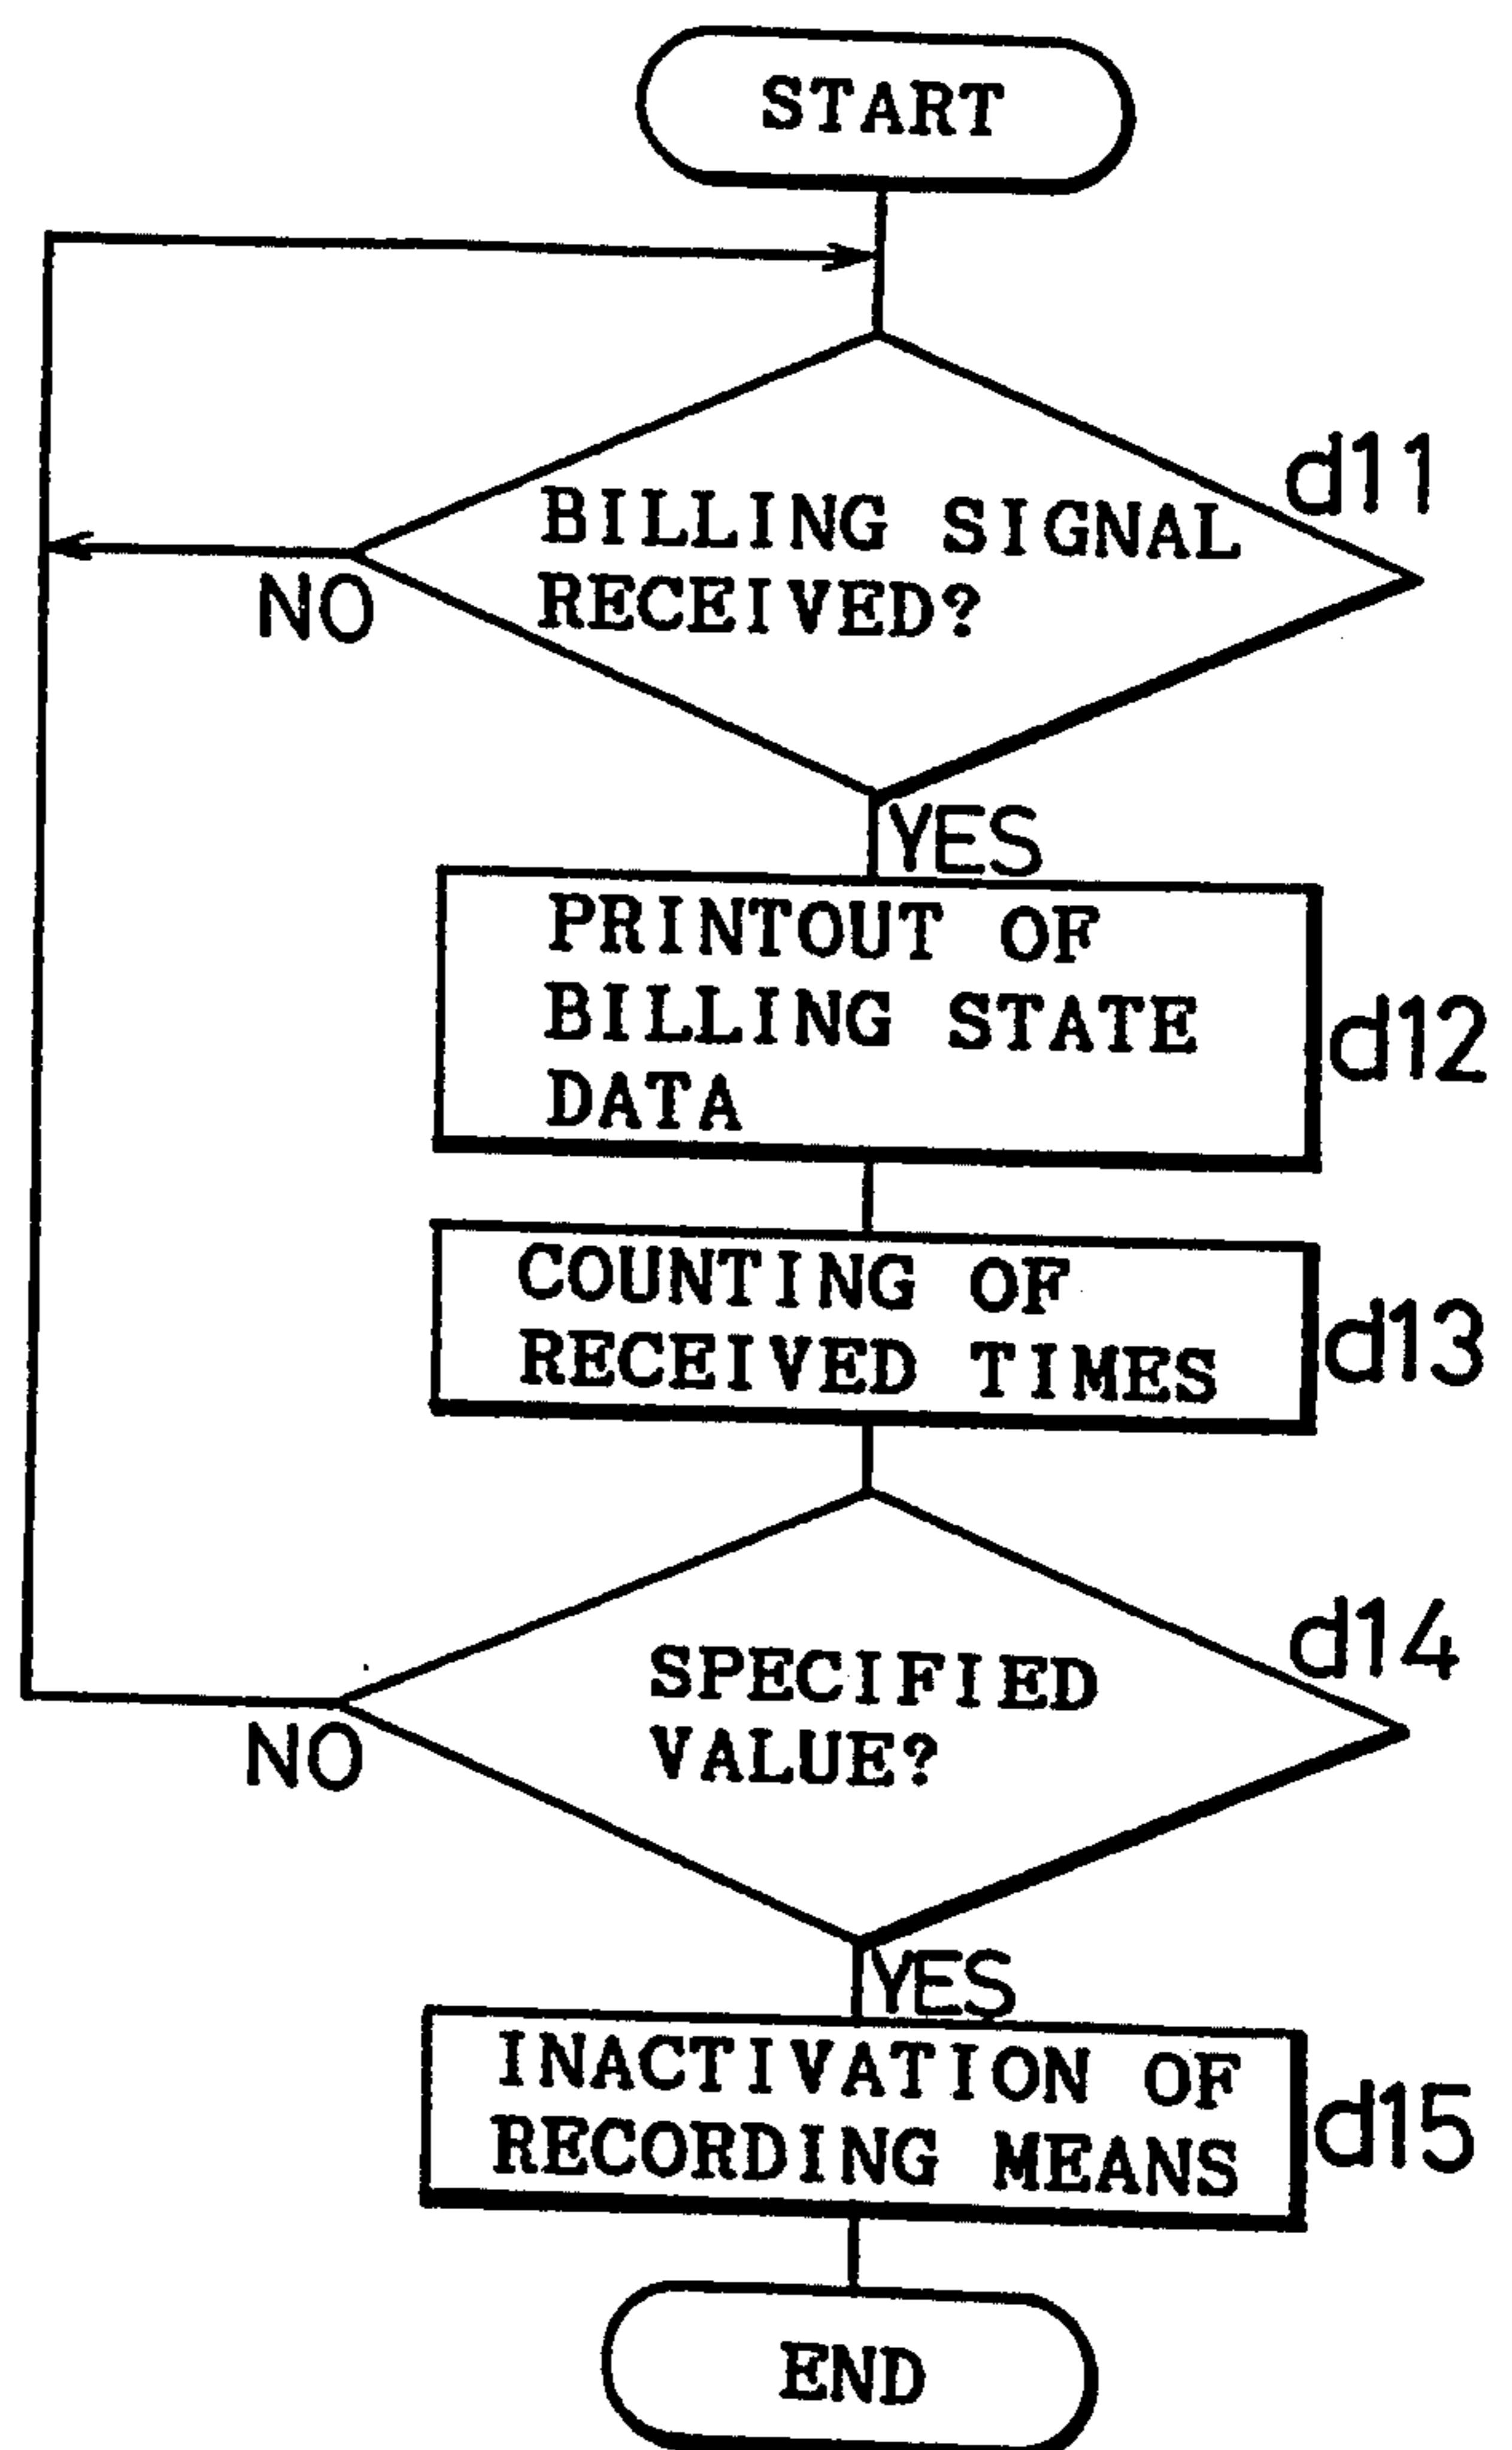 START
d11
BILLING SIGNAL
RECEIVED?
NO
YES
PRINTOUT OF
BILLING STATE
DATA
d12
COUNTING OF
RECEIVED TIMES
d13
d14
SPECIFIED
VALUE?
NO
YES
INACTIVATION OF
RECORDING MEANS
d15
END